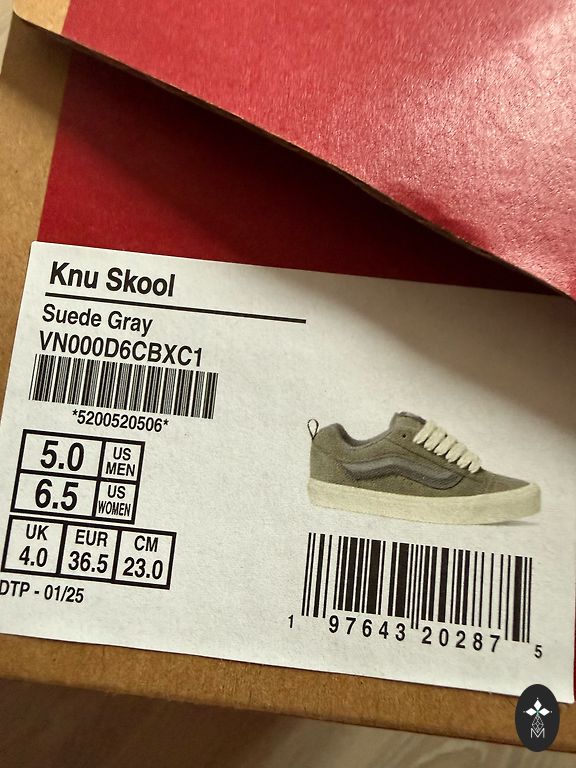 Knu Skool
Suede Gray
VN000D6CBXC1
*5200520506*
5.0 US MEN
6.5 US WOMEN
UK EUR CM
4.0 36.5 23.0
DTP - 01/25
1 97643 20287 5
M